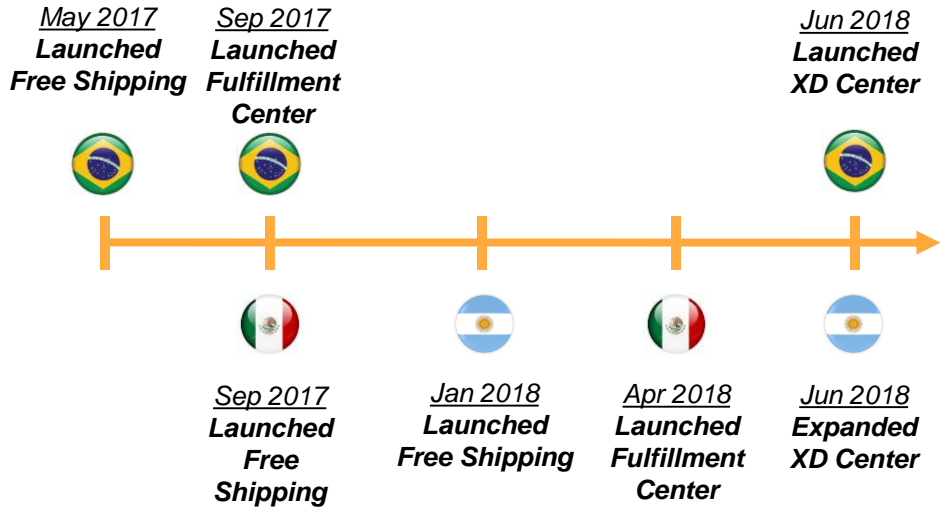 May 2017
Launched
Free Shipping
Sep 2017
Launched
Fulfillment
Center
Jun 2018
Launched
XD Center
Sep 2017
Launched
Free
Shipping
Jan 2018
Launched
Free Shipping
Apr 2018
Launched
Fulfillment
Center
Jun 2018
Expanded
XD Center